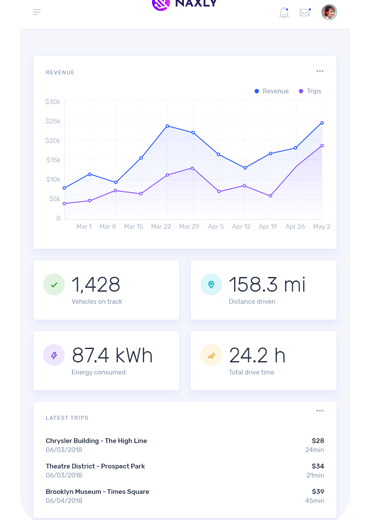 NAXLY
REVENUE
Revenue Trips
$30k
$25k
$20k
$15k
$10k
$5k
0
Mar 1 Mar 8 Mar 15 Mar 22 Mar 29 Apr 5 Apr 12 Apr 19 Apr 26 May 2
1,428
Vehicles on track
158.3 mi
Distance driven
87.4 kWh
Energy consumed
24.2 h
Total drive time
LATEST TRIPS
Chrysler Building - The High Line $28
06/03/2018 24min
Theatre District - Prospect Park $34
06/03/2018 21min
Brooklyn Museum - Times Square $39
06/04/2018 45min